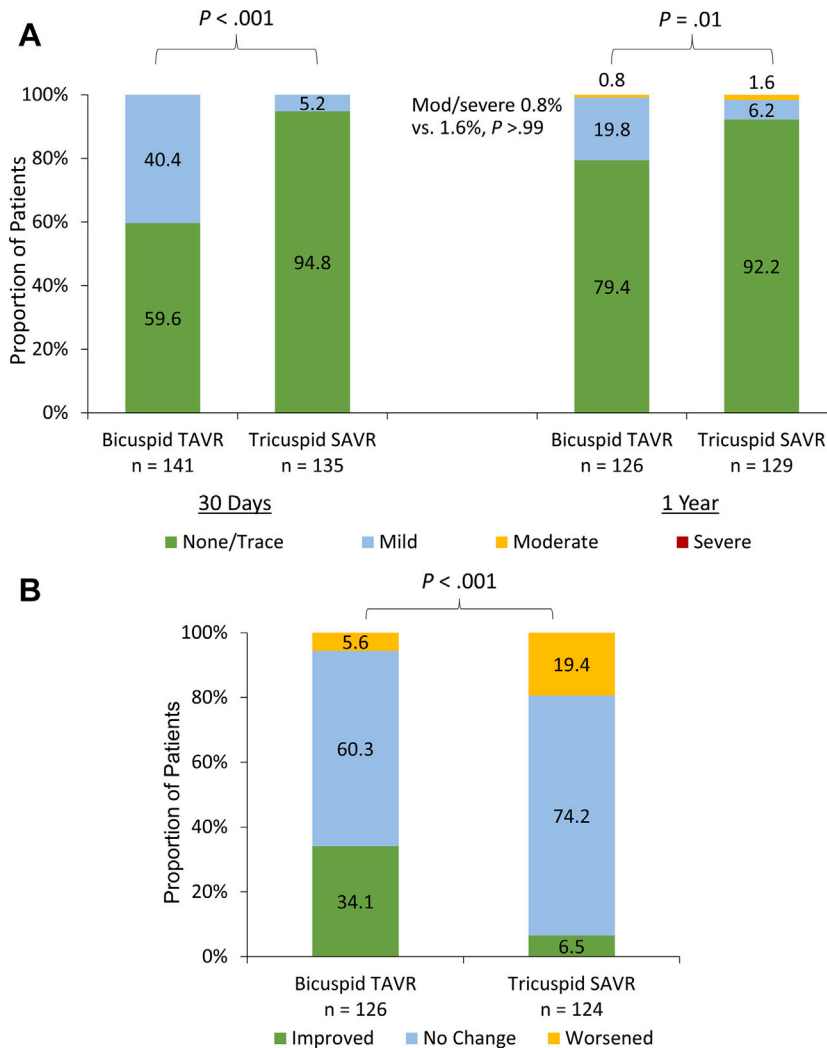 A
P < .001
P = .01
0.8
1.6
100%
80%
60%
40%
20%
0%
Proportion of Patients
40.4
59.6
5.2
94.8
Mod/severe 0.8%
vs. 1.6%, P >.99
19.8
79.4
6.2
92.2
Bicuspid TAVR
n = 141
Tricuspid SAVR
n = 135
Bicuspid TAVR
n = 126
Tricuspid SAVR
n = 129
30 Days
1 Year
None/Trace
Mild
Moderate
Severe
B
P < .001
100%
80%
60%
40%
20%
0%
Proportion of Patients
5.6
60.3
34.1
19.4
74.2
6.5
Bicuspid TAVR
n = 126
Tricuspid SAVR
n = 124
Improved
No Change
Worsened